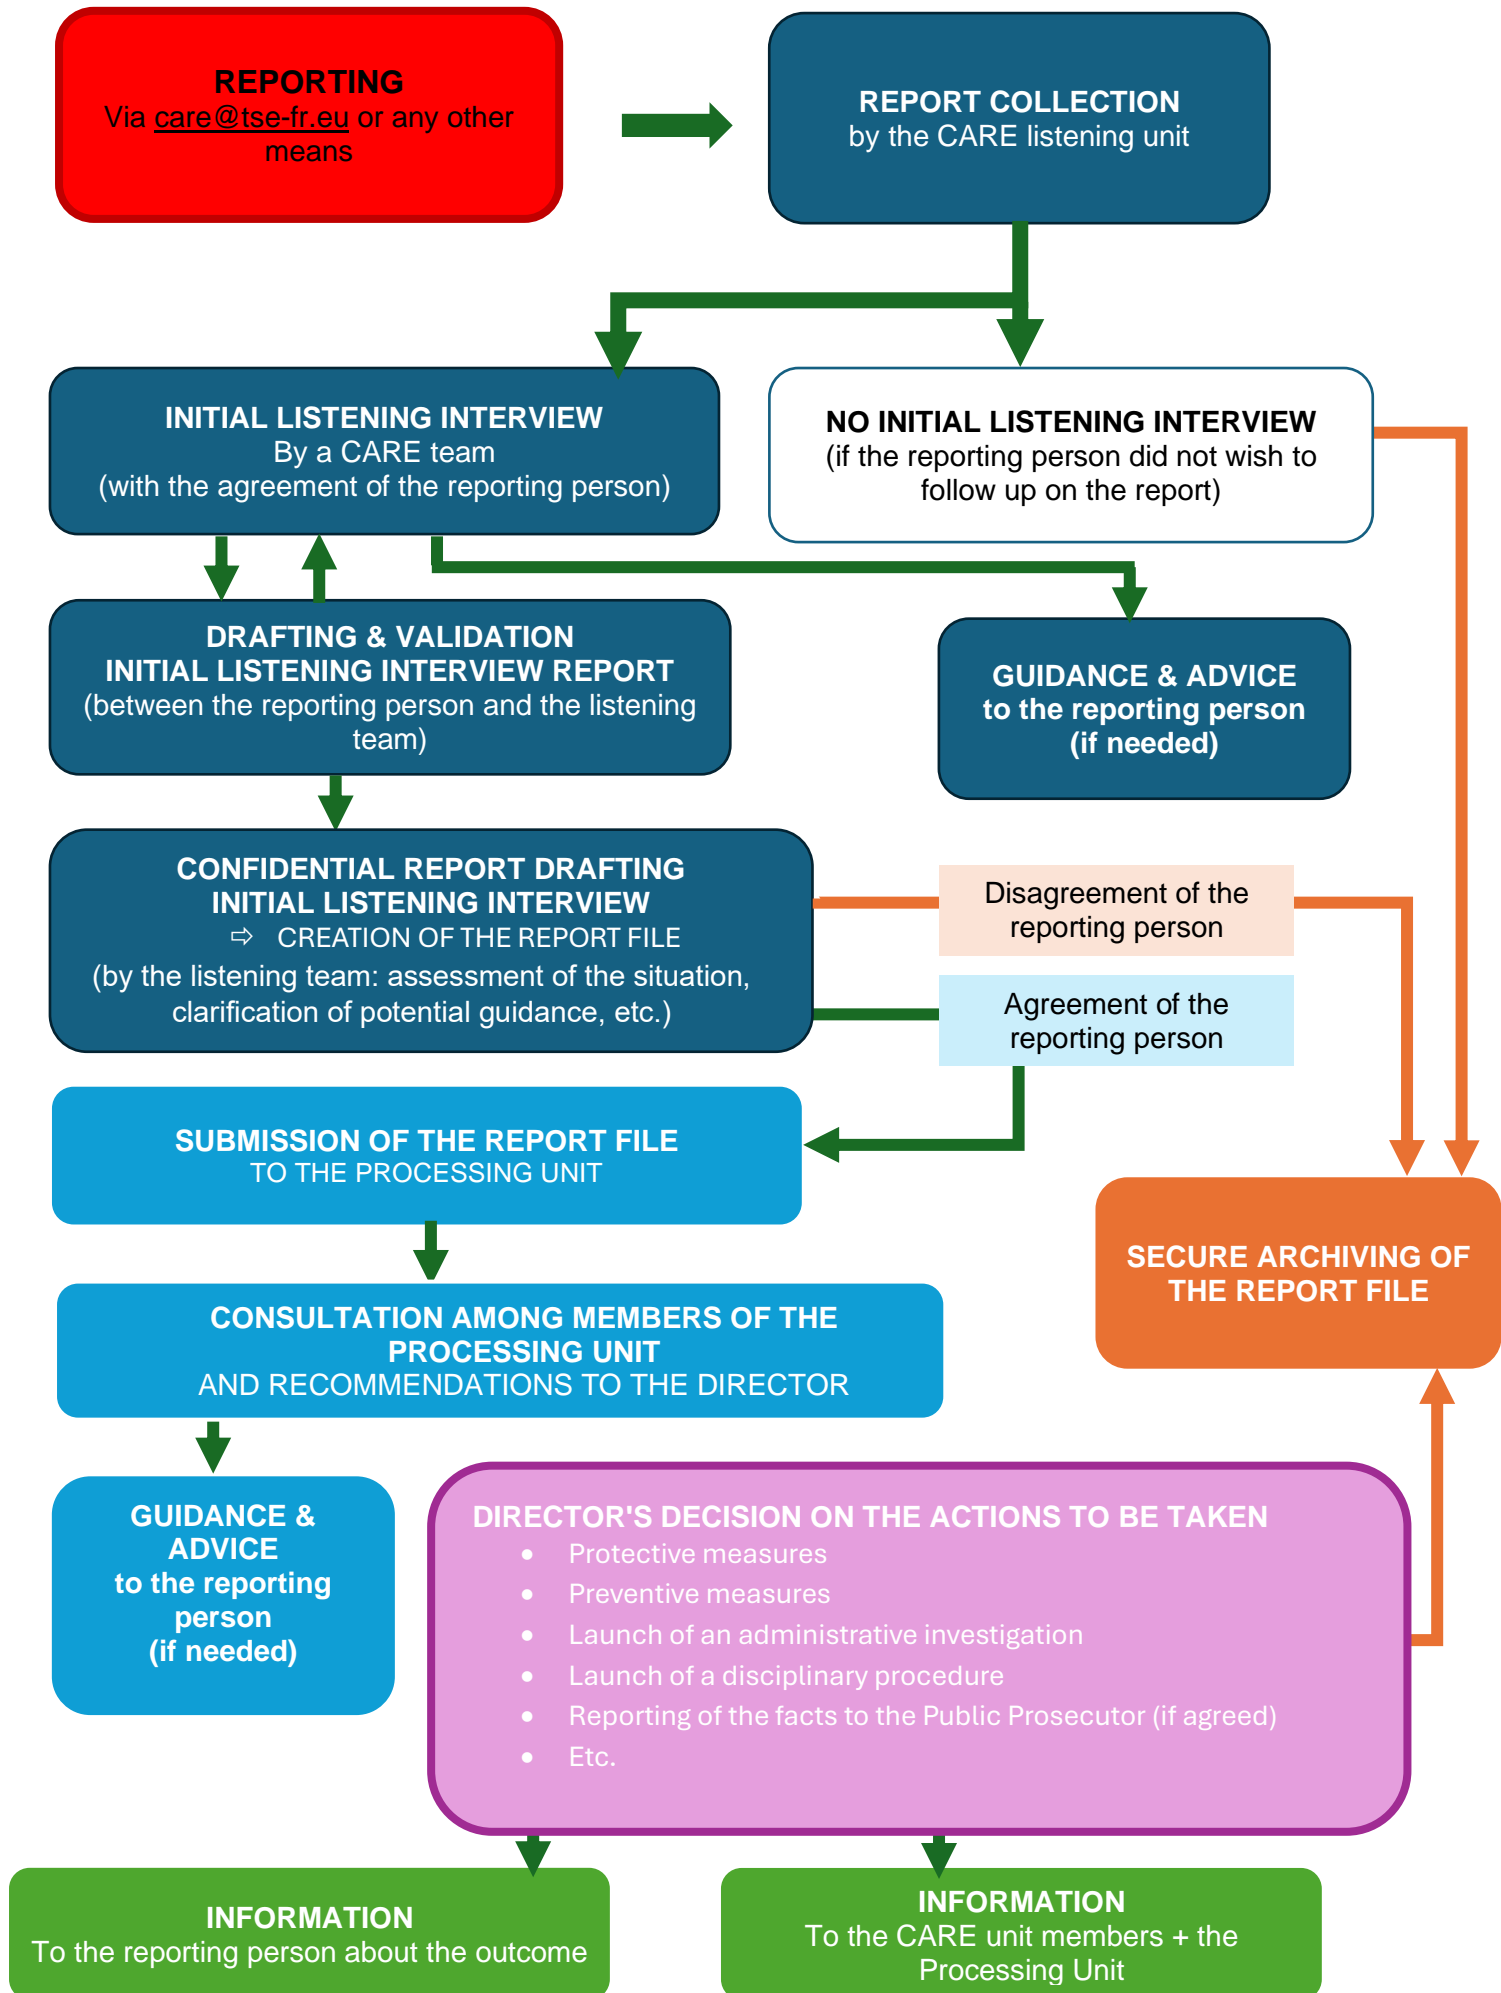 REPORTING
Via care@tse-fr.eu or any other
means
REPORT COLLECTION
by the CARE listening unit
INITIAL LISTENING INTERVIEW
By a CARE team
(with the agreement of the reporting person)
NO INITIAL LISTENING INTERVIEW
(if the reporting person did not wish to
follow up on the report)
DRAFTING & VALIDATION
INITIAL LISTENING INTERVIEW REPORT
(between the reporting person and the listening
team)
GUIDANCE & ADVICE
to the reporting person
(if needed)
CONFIDENTIAL REPORT DRAFTING
INITIAL LISTENING INTERVIEW
⇨ CREATION OF THE REPORT FILE
(by the listening team: assessment of the situation,
clarification of potential guidance, etc.)
Disagreement of the
reporting person
Agreement of the
reporting person
SUBMISSION OF THE REPORT FILE
TO THE PROCESSING UNIT
SECURE ARCHIVING OF
THE REPORT FILE
CONSULTATION AMONG MEMBERS OF THE
PROCESSING UNIT
AND RECOMMENDATIONS TO THE DIRECTOR
GUIDANCE &
ADVICE
to the reporting
person
(if needed)
DIRECTOR'S DECISION ON THE ACTIONS TO BE TAKEN
• Protective measures
• Preventive measures
• Launch of an administrative investigation
• Launch of a disciplinary procedure
• Reporting of the facts to the Public Prosecutor (if agreed)
• Etc.
INFORMATION
To the reporting person about the outcome
INFORMATION
To the CARE unit members + the
Processing Unit